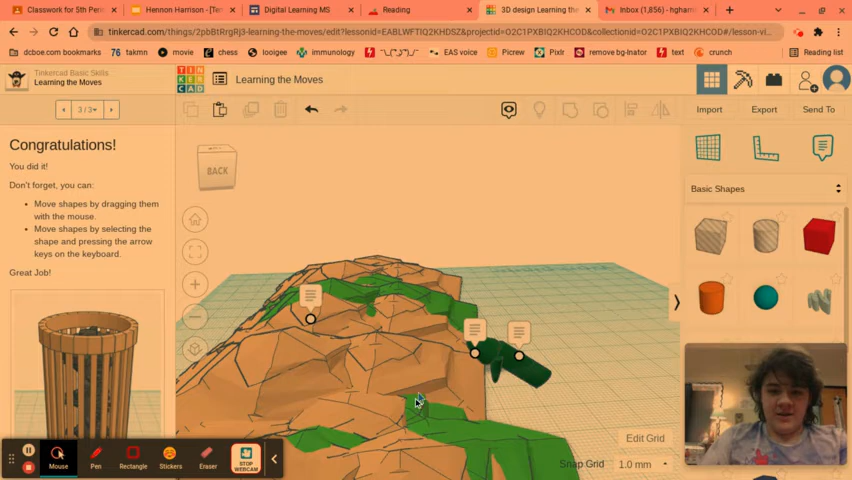 Classwork for 5th Peri
Hennon Harrison - [Ter
Digital Learning MS
Reading
3D design Learning the
Inbox (1,856) - hgharri
tinkercad.com/things/2pbBtRrgRj3-learning-the-moves/edit?lessonid=EABLWFTIQ2KHDSZ&projectid=O2C1PXBIQ2KMHOD&collectionid=O2C1PXBIQ2KMHOD#/lesson-vi...
dcboe.com bookmarks
takmn
movie
chess
looigee
instinct
EAS voice
Picrew
Pixlr
remove bg-Inator
text
crunch
Reading list
Tinkercad Basic Skills
Learning the Moves
TIN
KER
CAD
Learning the Moves
3/3
Import
Export
Send To
Congratulations!
You did it!
Don't forget, you can:
• Move shapes by dragging them
with the mouse.
• Move shapes by selecting the
shape and pressing the arrow
keys on the keyboard.
Great Job!
BACK
Basic Shapes
Edit Grid
Snap Grid
1.0 mm
Mouse
Pen
Rectangle
Stickers
Eraser
STOP
WEBCAM